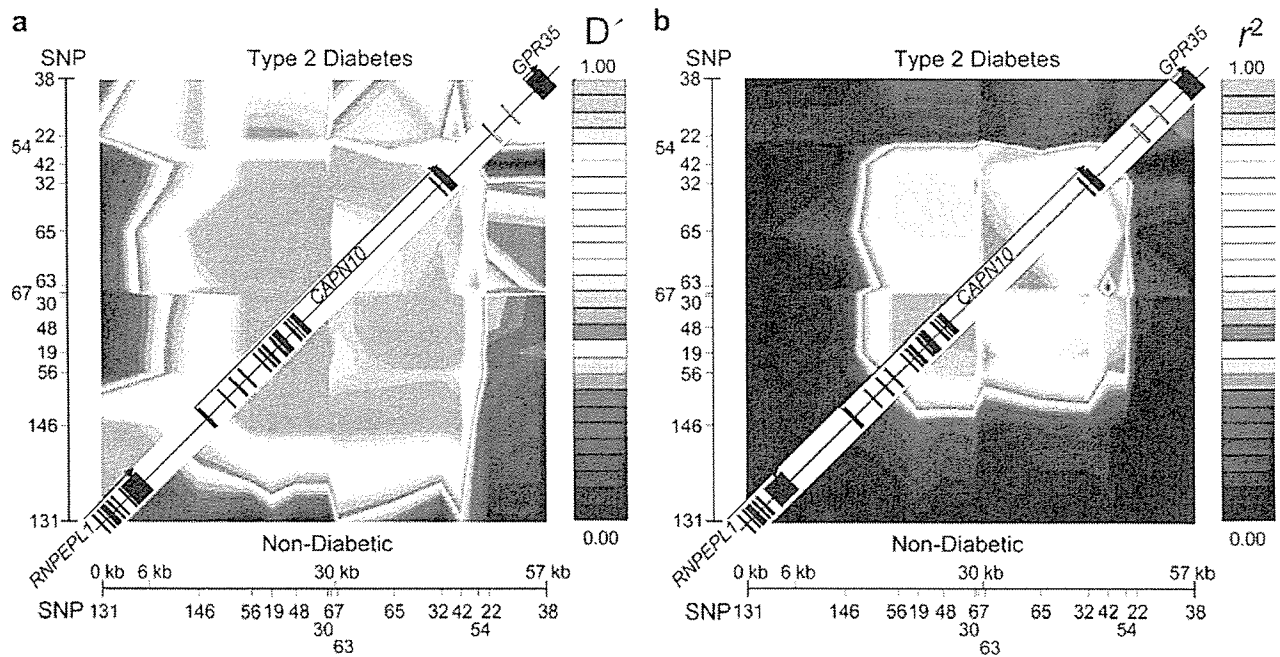 a
SNP
Type 2 Diabetes
GPR35
D´
1.00
38
22
54
42
32
65
63
67
30
48
19
56
146
131
CAPN10
RNPEPL1
0.00
Non-Diabetic
0 kb 6 kb 30 kb 57 kb
SNP 131 146 56 19 48 67 65 32 42 22 38
30 54
63
b
SNP
Type 2 Diabetes
GPR35
r²
1.00
38
22
54
42
32
65
63
67
30
48
19
56
146
131
CAPN10
RNPEPL1
0.00
Non-Diabetic
0 kb 6 kb 30 kb 57 kb
SNP 131 146 56 19 48 67 65 32 42 22 38
30 54
63